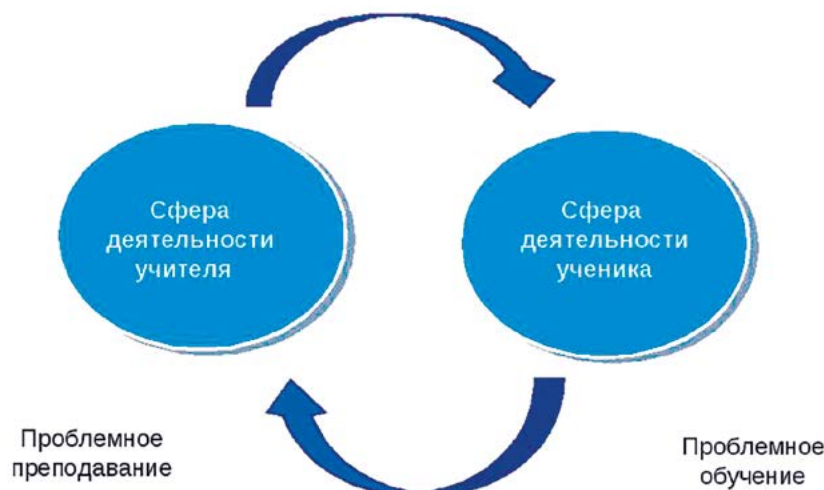 Сфера
деятельности
учителя
Сфера
деятельности
ученика
Проблемное
преподавание
Проблемное
обучение